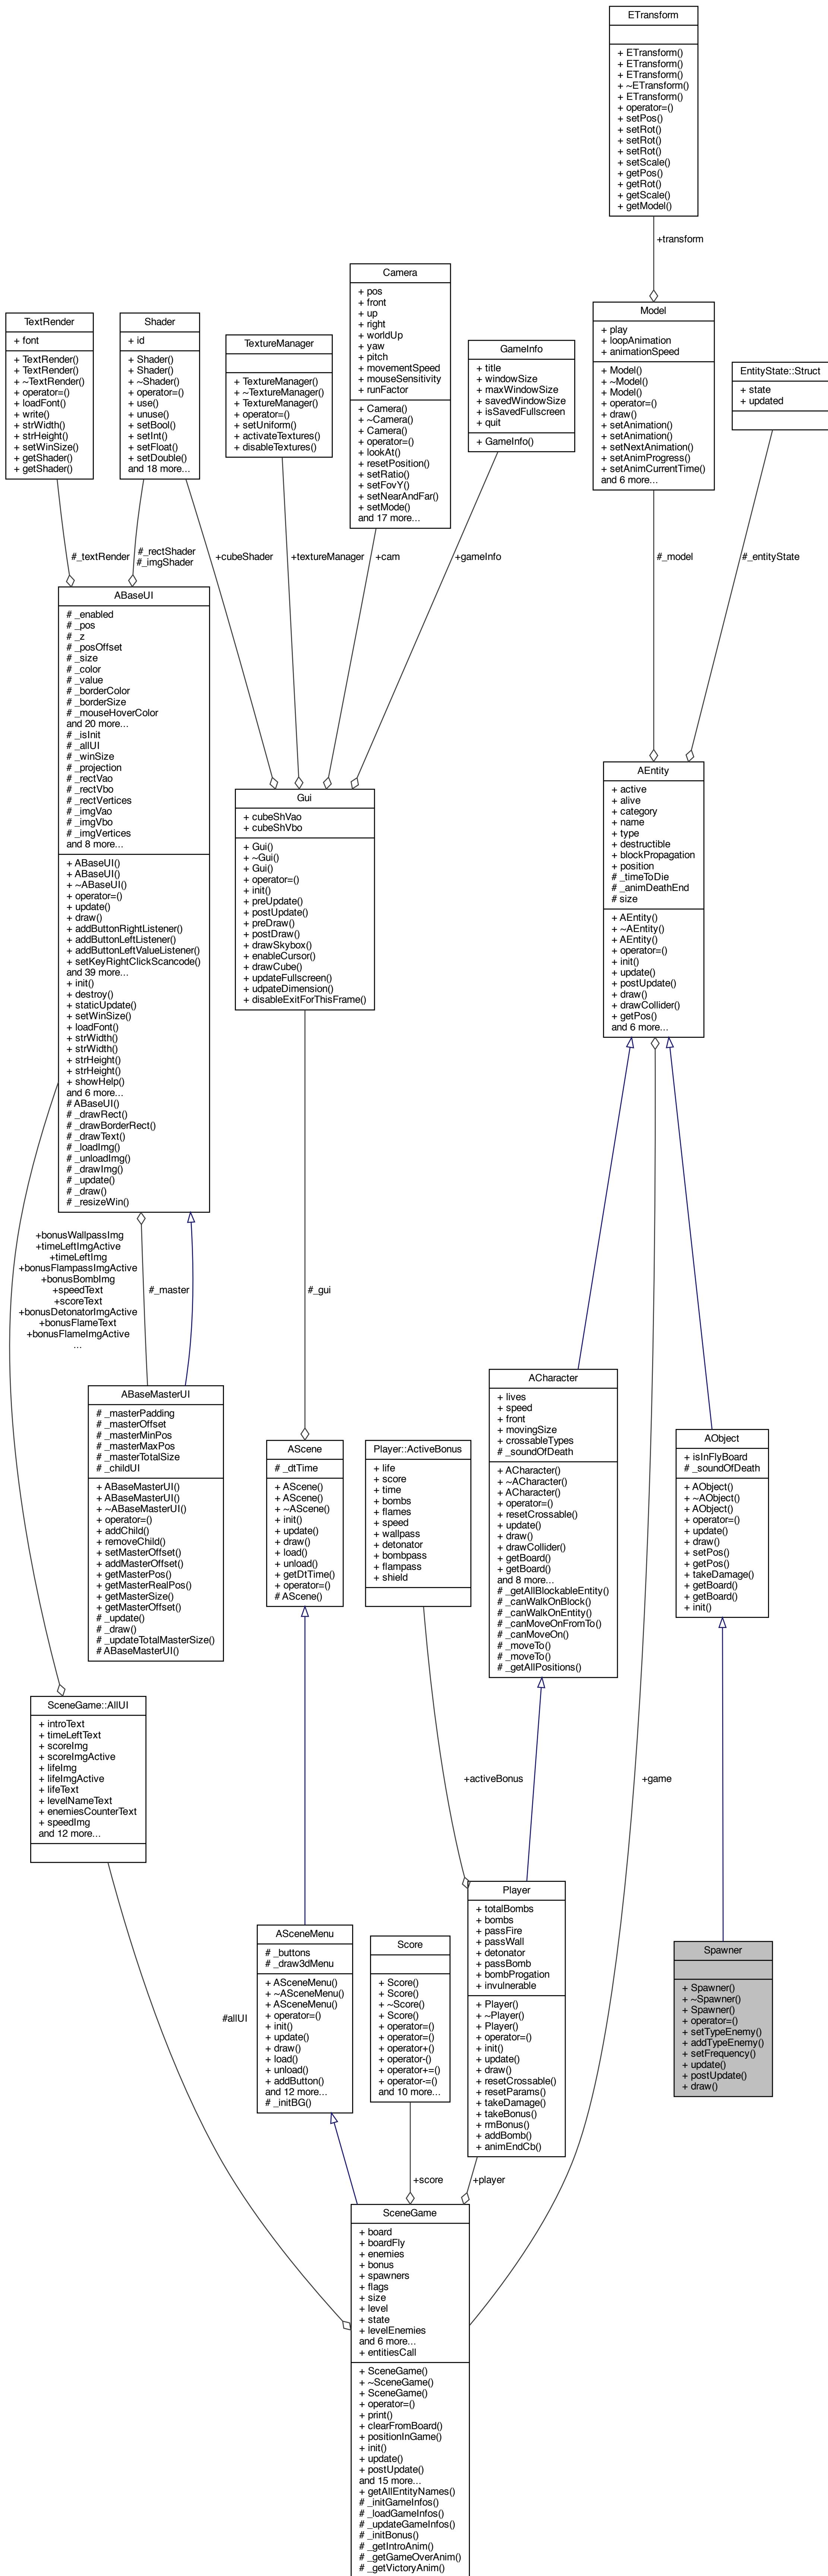 ETransform
+ ETransform()
+ ETransform()
+ ETransform()
+ ~ETransform()
+ ETransform()
+ operator=()
+ setPos()
+ setRot()
+ setRot()
+ setRot()
+ setScale()
+ getPos()
+ getRot()
+ getScale()
+ getModel()
+transform
Camera
+ pos
+ front
+ up
+ right
+ worldUp
+ yaw
+ pitch
+ movementSpeed
+ mouseSensitivity
+ runFactor
+ Camera()
+ ~Camera()
+ Camera()
+ operator=()
+ lookAt()
+ resetPosition()
+ setRatio()
+ setFovY()
+ setNearAndFar()
+ setMode()
and 17 more...
Model
+ play
+ loopAnimation
+ animationSpeed
+ Model()
+ ~Model()
+ Model()
+ operator=()
+ draw()
+ setAnimation()
+ setAnimation()
+ setNextAnimation()
+ setAnimProgress()
+ setAnimCurrentTime()
and 6 more...
TextRender
+ font
+ TextRender()
+ TextRender()
+ ~TextRender()
+ operator=()
+ loadFont()
+ write()
+ strWidth()
+ strHeight()
+ setWinSize()
+ getShader()
+ getShader()
Shader
+ id
+ Shader()
+ Shader()
+ ~Shader()
+ operator=()
+ use()
+ unuse()
+ setBool()
+ setInt()
+ setFloat()
+ setDouble()
and 18 more...
TextureManager
+ TextureManager()
+ ~TextureManager()
+ TextureManager()
+ operator=()
+ setUniform()
+ activateTextures()
+ disableTextures()
GameInfo
+ title
+ windowSize
+ maxWindowSize
+ savedWindowSize
+ isSavedFullscreen
+ quit
+ GameInfo()
EntityState::Struct
+ state
+ updated
#_textRender
#_rectShader
#_imgShader
+cubeShader
+textureManager
+cam
+gameInfo
#_model
#_entityState
ABaseUI
# _enabled
# _pos
# _z
# _posOffset
# _size
# _color
# _value
# _borderColor
# _borderSize
# _mouseHoverColor
and 20 more...
# _isInit
# _allUI
# _winSize
# _projection
# _rectVao
# _rectVbo
# _rectVertices
# _imgVao
# _imgVbo
# _imgVertices
and 8 more...
+ ABaseUI()
+ ABaseUI()
+ ~ABaseUI()
+ operator=()
+ update()
+ draw()
+ addButtonRightListener()
+ addButtonLeftListener()
+ addButtonLeftValueListener()
+ setKeyRightClickScancode()
and 39 more...
+ init()
+ destroy()
+ staticUpdate()
+ setWinSize()
+ loadFont()
+ strWidth()
+ strWidth()
+ strHeight()
+ strHeight()
+ showHelp()
and 6 more...
# ABaseUI()
# _drawRect()
# _drawBorderRect()
# _drawText()
# _loadImg()
# _unloadImg()
# _drawImg()
# _update()
# _draw()
# _resizeWin()
Gui
+ cubeShVao
+ cubeShVbo
+ Gui()
+ ~Gui()
+ Gui()
+ operator=()
+ init()
+ preUpdate()
+ postUpdate()
+ preDraw()
+ postDraw()
+ drawSkybox()
+ enableCursor()
+ drawCube()
+ updateFullscreen()
+ udpateDimension()
+ disableExitForThisFrame()
AEntity
+ active
+ alive
+ category
+ name
+ type
+ destructible
+ blockPropagation
+ position
# _timeToDie
# _animDeathEnd
# size
+ AEntity()
+ ~AEntity()
+ AEntity()
+ operator=()
+ init()
+ update()
+ postUpdate()
+ draw()
+ drawCollider()
+ getPos()
and 6 more...
+bonusWallpassImg
+timeLeftImgActive
+timeLeftImg
+bonusFlampassImgActive
+bonusBombImg
+speedText
+scoreText
+bonusDetonatorImgActive
+bonusFlameText
+bonusFlameImgActive
...
#_master
#_gui
ABaseMasterUI
# _masterPadding
# _masterOffset
# _masterMinPos
# _masterMaxPos
# _masterTotalSize
# _childUI
+ ABaseMasterUI()
+ ABaseMasterUI()
+ ~ABaseMasterUI()
+ operator=()
+ addChild()
+ removeChild()
+ setMasterOffset()
+ addMasterOffset()
+ getMasterPos()
+ getMasterRealPos()
+ getMasterSize()
+ getMasterOffset()
# _update()
# _draw()
# _updateTotalMasterSize()
# ABaseMasterUI()
AScene
# _dtTime
+ AScene()
+ AScene()
+ ~AScene()
+ init()
+ update()
+ draw()
+ load()
+ unload()
+ getDtTime()
+ operator=()
# AScene()
Player::ActiveBonus
+ life
+ score
+ time
+ bombs
+ flames
+ speed
+ wallpass
+ detonator
+ bombpass
+ flampass
+ shield
ACharacter
+ lives
+ speed
+ front
+ movingSize
+ crossableTypes
# _soundOfDeath
+ ACharacter()
+ ~ACharacter()
+ ACharacter()
+ operator=()
+ resetCrossable()
+ update()
+ draw()
+ drawCollider()
+ getBoard()
+ getBoard()
and 8 more...
# _getAllBlockableEntity()
# _canWalkOnBlock()
# _canWalkOnEntity()
# _canMoveOnFromTo()
# _canMoveOn()
# _moveTo()
# _moveTo()
# _getAllPositions()
AObject
+ isInFlyBoard
# _soundOfDeath
+ AObject()
+ ~AObject()
+ AObject()
+ operator=()
+ update()
+ draw()
+ setPos()
+ getPos()
+ takeDamage()
+ getBoard()
+ getBoard()
+ init()
SceneGame::AllUI
+ introText
+ timeLeftText
+ scoreImg
+ scoreImgActive
+ lifeImg
+ lifeImgActive
+ lifeText
+ levelNameText
+ enemiesCounterText
+ speedImg
and 12 more...
+activeBonus
+game
ASceneMenu
# _buttons
# _draw3dMenu
+ ASceneMenu()
+ ~ASceneMenu()
+ ASceneMenu()
+ operator=()
+ init()
+ update()
+ draw()
+ load()
+ unload()
+ addButton()
and 12 more...
# _initBG()
Score
+ Score()
+ Score()
+ ~Score()
+ Score()
+ operator=()
+ operator=()
+ operator+()
+ operator-()
+ operator+=()
+ operator-=()
and 10 more...
Player
+ totalBombs
+ bombs
+ passFire
+ passWall
+ detonator
+ passBomb
+ bombProgation
+ invulnerable
+ Player()
+ ~Player()
+ Player()
+ operator=()
+ init()
+ update()
+ draw()
+ resetCrossable()
+ resetParams()
+ takeDamage()
+ takeBonus()
+ rmBonus()
+ addBomb()
+ animEndCb()
Spawner
+ Spawner()
+ ~Spawner()
+ Spawner()
+ operator=()
+ setTypeEnemy()
+ addTypeEnemy()
+ setFrequency()
+ update()
+ postUpdate()
+ draw()
#allUI
+score
+player
SceneGame
+ board
+ boardFly
+ enemies
+ bonus
+ spawners
+ flags
+ size
+ level
+ state
+ levelEnemies
and 6 more...
+ entitiesCall
+ SceneGame()
+ ~SceneGame()
+ SceneGame()
+ operator=()
+ print()
+ clearFromBoard()
+ positionInGame()
+ init()
+ update()
+ postUpdate()
and 15 more...
+ getAllEntityNames()
# _initGameInfos()
# _loadGameInfos()
# _updateGameInfos()
# _initBonus()
# _getIntroAnim()
# _getGameOverAnim()
# _getVictoryAnim()